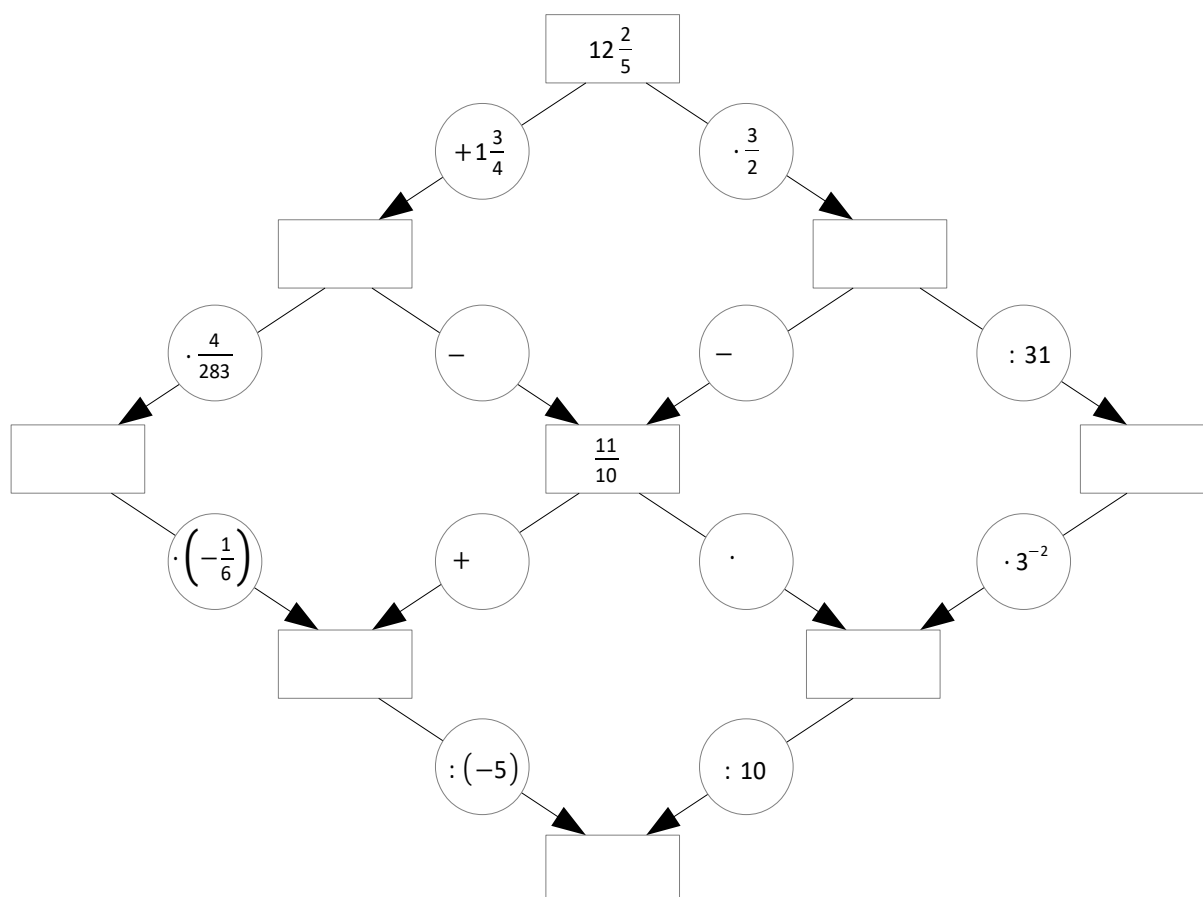 12 2/5
+1 3/4 · 3/2
· 4/283 − − : 31
11/10
·(−1/6) + · · 3⁻²
:(−5) : 10